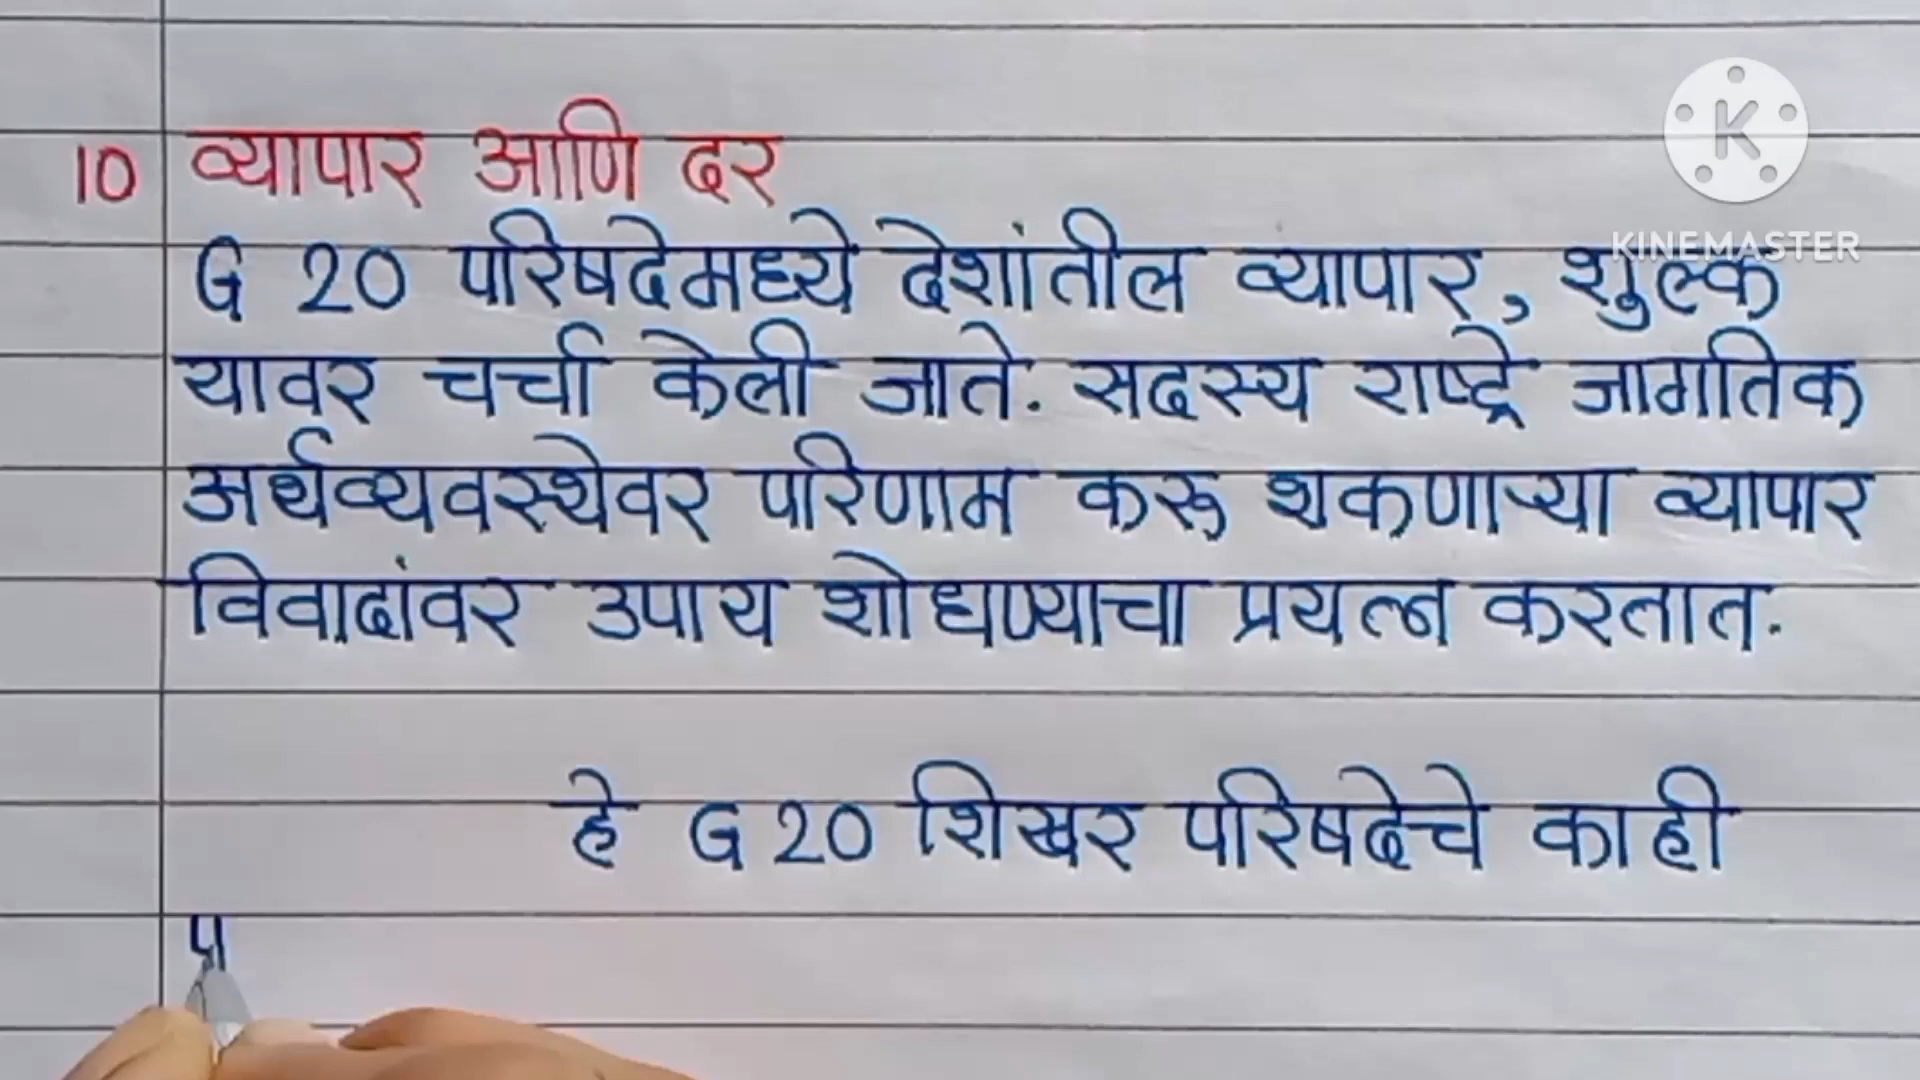 KINEMASTER
10 व्यापार आणि दर
G 20 परिषदेमध्ये देशांतील व्यापार, शुल्क
यावर चर्चा केली जाते. सदस्य राष्ट्रे जागतिक
अर्थव्यवस्थेवर परिणाम करू शकणाऱ्या व्यापार
विवादांवर उपाय शोधण्याचा प्रयत्न करतात.
हे G 20 शिखर परिषदेचे काही